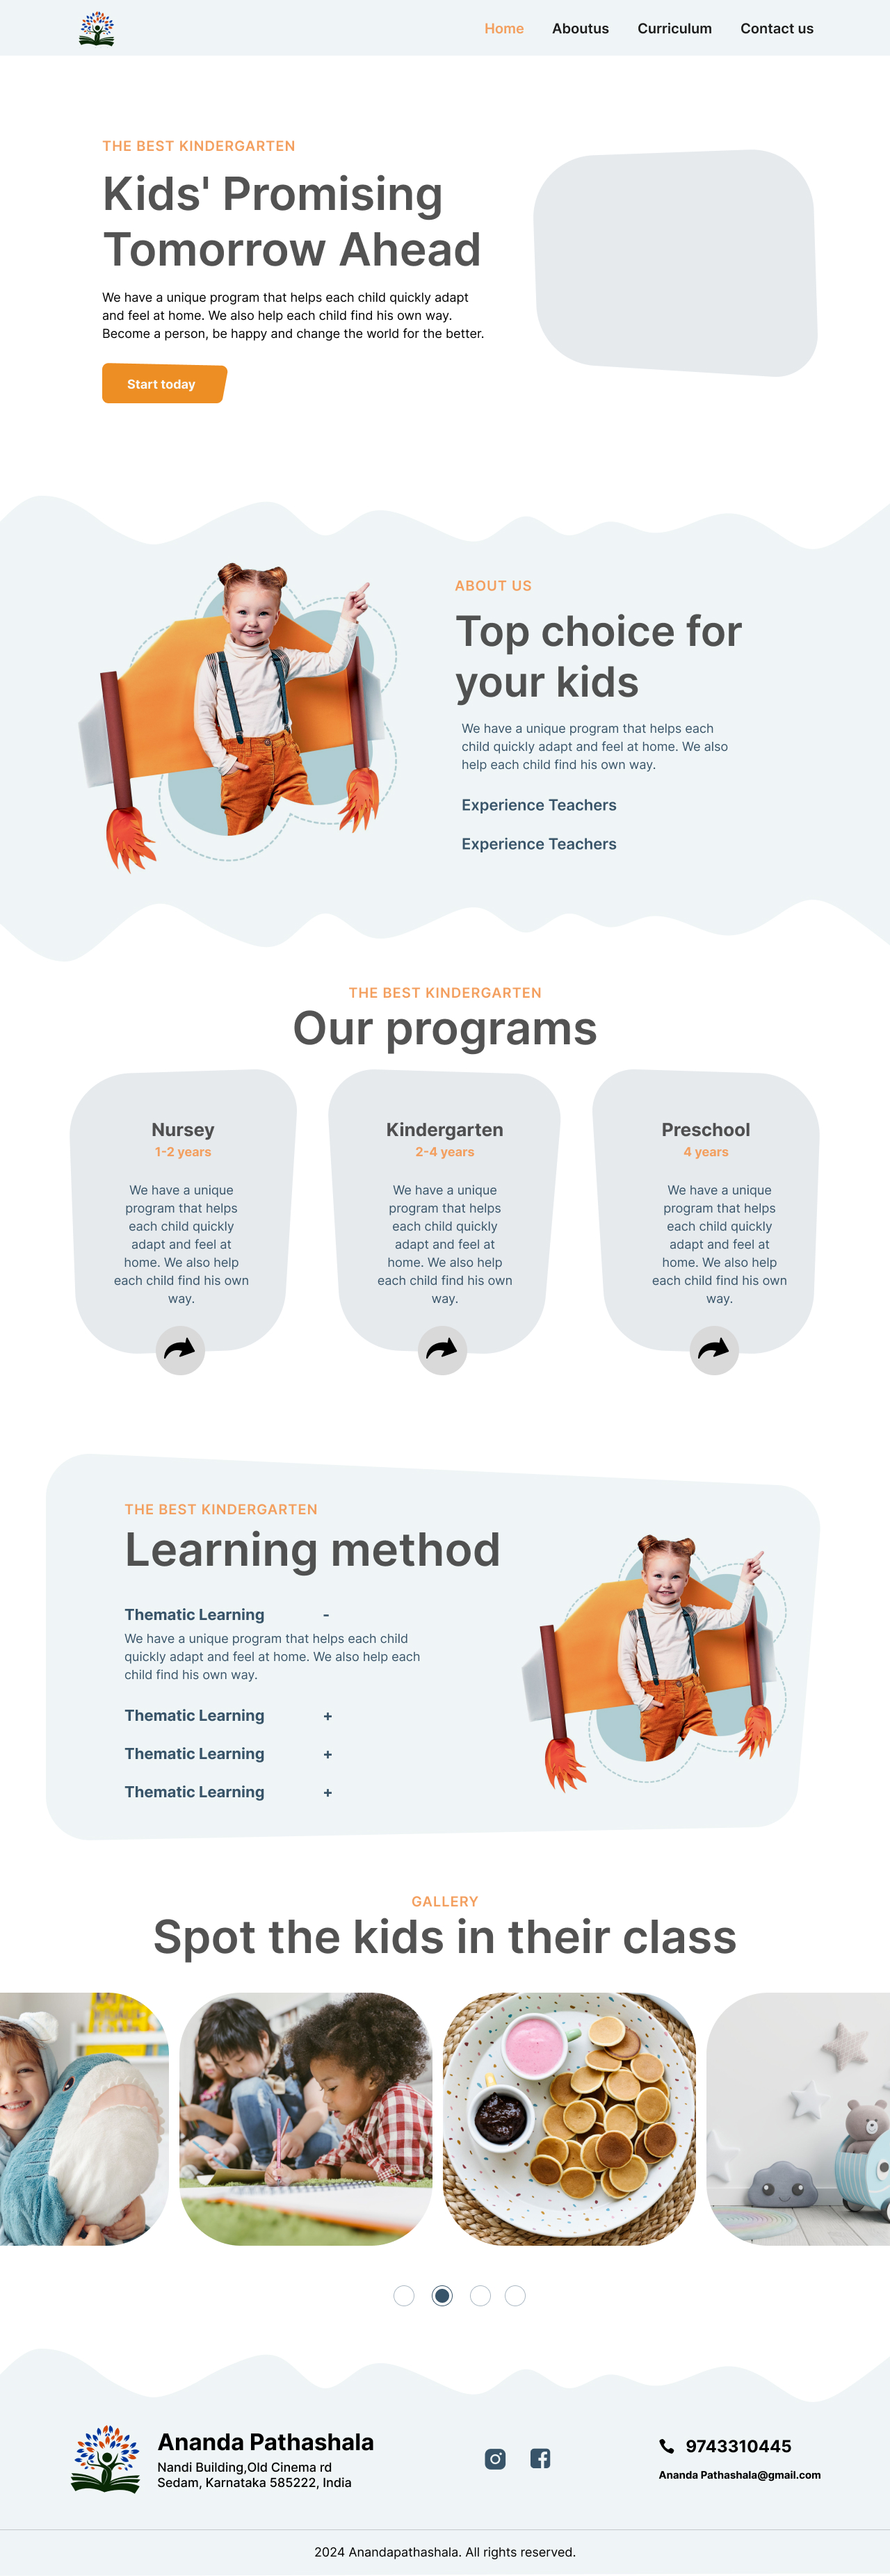 Home Aboutus Curriculum Contact us
THE BEST KINDERGARTEN
Kids' Promising
Tomorrow Ahead
We have a unique program that helps each child quickly adapt
and feel at home. We also help each child find his own way.
Become a person, be happy and change the world for the better.
Start today
ABOUT US
Top choice for
your kids
We have a unique program that helps each
child quickly adapt and feel at home. We also
help each child find his own way.
Experience Teachers
Experience Teachers
THE BEST KINDERGARTEN
Our programs
Nursey
1-2 years
We have a unique
program that helps
each child quickly
adapt and feel at
home. We also help
each child find his own
way.
Kindergarten
2-4 years
We have a unique
program that helps
each child quickly
adapt and feel at
home. We also help
each child find his own
way.
Preschool
4 years
We have a unique
program that helps
each child quickly
adapt and feel at
home. We also help
each child find his own
way.
THE BEST KINDERGARTEN
Learning method
Thematic Learning -
We have a unique program that helps each child
quickly adapt and feel at home. We also help each
child find his own way.
Thematic Learning +
Thematic Learning +
Thematic Learning +
GALLERY
Spot the kids in their class
Ananda Pathashala
Nandi Building,Old Cinema rd
Sedam, Karnataka 585222, India
9743310445
Ananda Pathashala@gmail.com
2024 Anandapathashala. All rights reserved.